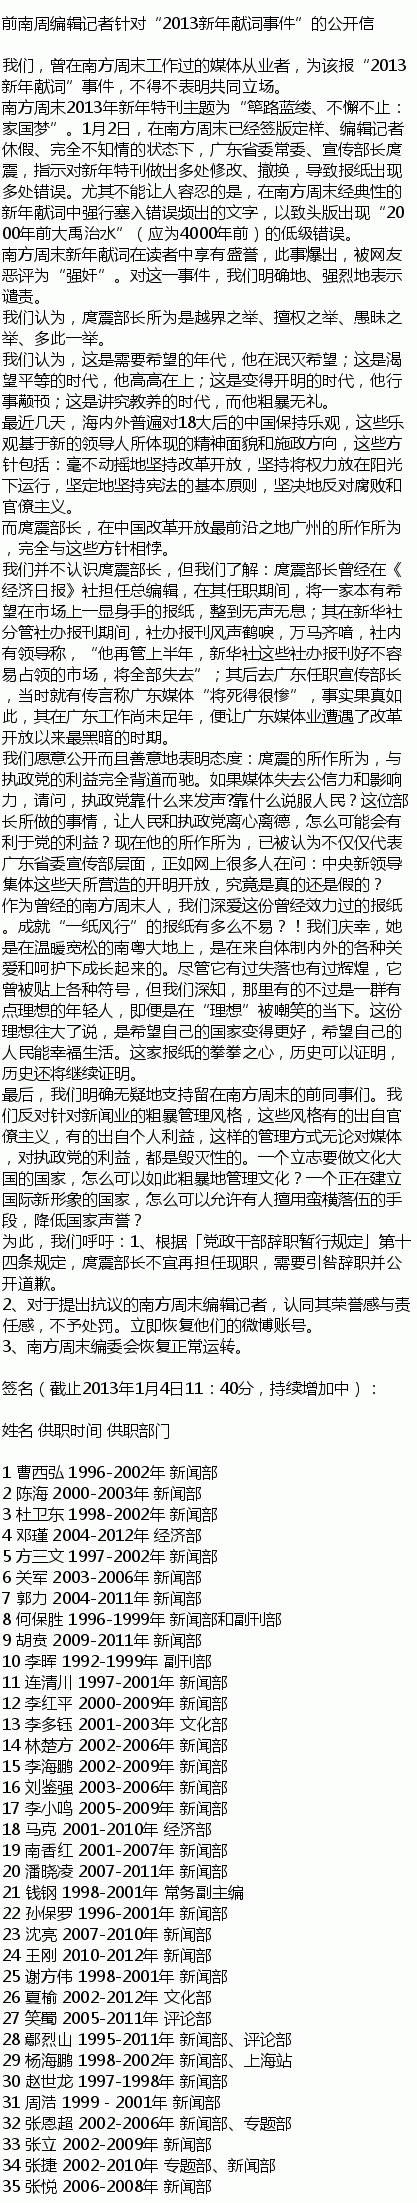 前南周编辑记者针对“2013新年献词事件”的公开信
我们，曾在南方周末工作过的媒体从业者，为该报“2013
新年献词”事件，不得不表明共同立场。
南方周末2013年新年特刊主题为“筚路蓝缕、不懈不止：
家国梦”。1月2日，在南方周末已经签版定样、编辑记者
休假、完全不知情的状态下，广东省委常委、宣传部长庹
震，指示对新年特刊做出多处修改、撤换，导致报纸出现
多处错误。尤其不能让人容忍的是，在南方周末经典性的
新年献词中强行塞入错误频出的文字，以致头版出现“20
00年前大禹治水”（应为4000年前）的低级错误。
南方周末新年献词在读者中享有盛誉，此事爆出，被网友
恶评为“强奸”。对这一事件，我们明确地、强烈地表示
谴责。
我们认为，庹震部长所为是越界之举、擅权之举、愚昧之
举、多此一举。
我们认为，这是需要希望的年代，他在泯灭希望；这是渴
望平等的时代，他高高在上；这是变得开明的时代，他行
事颟顸；这是讲究教养的时代，而他粗暴无礼。
最近几天，海内外普遍对18大后的中国保持乐观，这些乐
观基于新的领导人所体现的精神面貌和施政方向，这些方
针包括：毫不动摇地坚持改革开放，坚持将权力放在阳光
下运行，坚定地坚持宪法的基本原则，坚决地反对腐败和
官僚主义。
而庹震部长，在中国改革开放最前沿之地广州的所作所为
，完全与这些方针相悖。
我们并不认识庹震部长，但我们了解：庹震部长曾经在《
经济日报》社担任总编辑，在其任职期间，将一家本有希
望在市场上一显身手的报纸，整到无声无息；其在新华社
分管社办报刊期间，社办报刊风声鹤唳，万马齐喑，社内
有领导称，“他再管上半年，新华社这些社办报刊好不容
易占领的市场，将全部失去”；其后去广东任职宣传部长
，当时就有传言称广东媒体“将死得很惨”，事实果真如
此，其在广东工作尚未足年，便让广东媒体业遭遇了改革
开放以来最黑暗的时期。
我们愿意公开而且善意地表明态度：庹震的所作所为，与
执政党的利益完全背道而驰。如果媒体失去公信力和影响
力，请问，执政党靠什么来发声?靠什么说服人民？这位部
长所做的事情，让人民和执政党离心离德，怎么可能会有
利于党的利益？现在他的所作所为，已被认为不仅仅代表
广东省委宣传部层面，正如网上很多人在问：中央新领导
集体这些天所营造的开明开放，究竟是真的还是假的？
作为曾经的南方周末人，我们深爱这份曾经效力过的报纸
。成就“一纸风行”的报纸有多么不易？！我们庆幸，她
是在温暖宽松的南粤大地上，是在来自体制内外的各种关
爱和呵护下成长起来的。尽管它有过失落也有过辉煌，它
曾被贴上各种符号，但我们深知，那里有的不过是一群有
点理想的年轻人，即便是在“理想”被嘲笑的当下。这份
理想往大了说，是希望自己的国家变得更好，希望自己的
人民能幸福生活。这家报纸的拳拳之心，历史可以证明，
历史还将继续证明。
最后，我们明确无疑地支持留在南方周末的前同事们。我
们反对针对新闻业的粗暴管理风格，这些风格有的出自官
僚主义，有的出自个人利益，这样的管理方式无论对媒体
，对执政党的利益，都是毁灭性的。一个立志要做文化大
国的国家，怎么可以如此粗暴地管理文化？一个正在建立
国际新形象的国家，怎么可以允许有人擅用蛮横落伍的手
段，降低国家声誉？
为此，我们呼吁：1、根据「党政干部辞职暂行规定」第十
四条规定，庹震部长不宜再担任现职，需要引咎辞职并公
开道歉。
2、对于提出抗议的南方周末编辑记者，认同其荣誉感与责
任感，不予处罚。立即恢复他们的微博账号。
3、南方周末编委会恢复正常运转。
签名（截止2013年1月4日11：40分，持续增加中）：
姓名 供职时间 供职部门
1 曹西弘 1996-2002年 新闻部
2 陈海 2000-2003年 新闻部
3 杜卫东 1998-2002年 新闻部
4 邓瑾 2004-2012年 经济部
5 方三文 1997-2002年 新闻部
6 关军 2003-2006年 新闻部
7 郭力 2004-2011年 新闻部
8 何保胜 1996-1999年 新闻部和副刊部
9 胡贲 2009-2011年 新闻部
10 李晖 1992-1999年 副刊部
11 连清川 1997-2001年 新闻部
12 李红平 2000-2009年 新闻部
13 李多钰 2001-2003年 文化部
14 林楚方 2002-2006年 新闻部
15 李海鹏 2002-2009年 新闻部
16 刘鉴强 2003-2006年 新闻部
17 李小鸣 2005-2009年 新闻部
18 马克 2001-2010年 经济部
19 南香红 2001-2007年 新闻部
20 潘晓凌 2007-2011年 新闻部
21 钱钢 1998-2001年 常务副主编
22 孙保罗 1996-2001年 新闻部
23 沈亮 2007-2010年 新闻部
24 王刚 2010-2012年 新闻部
25 谢方伟 1998-2001年 新闻部
26 夏榆 2002-2012年 文化部
27 笑蜀 2005-2011年 评论部
28 鄢烈山 1995-2011年 新闻部、评论部
29 杨海鹏 1998-2002年 新闻部、上海站
30 赵世龙 1997-1998年 新闻部
31 周浩 1999 - 2001年 新闻部
32 张恩超 2002-2006年 新闻部、专题部
33 张立 2002-2009年 新闻部
34 张捷 2002-2010年 专题部、新闻部
35 张悦 2006-2008年 新闻部